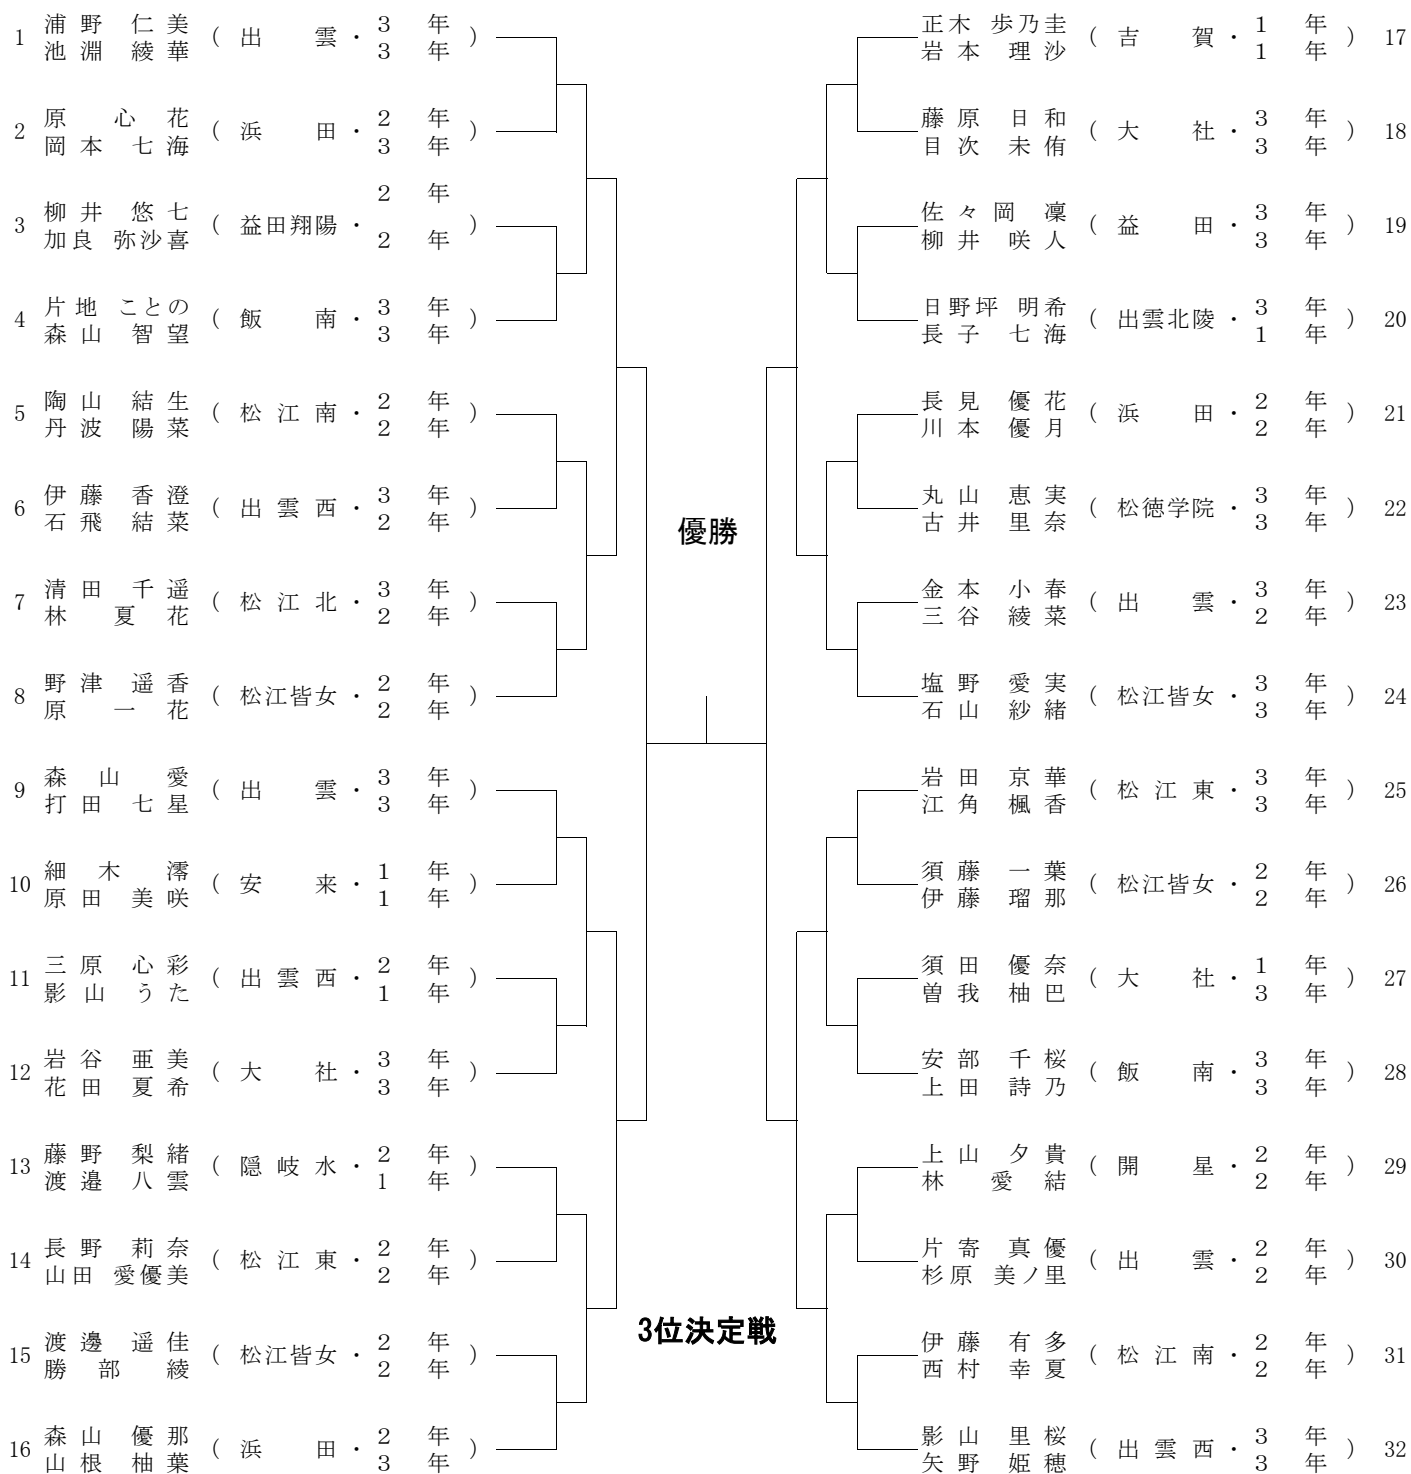 1 浦野 仁美 ( 出雲・3年 )
池淵 綾華 3年
2 原 心花 ( 浜田・2年 )
岡本 七海 3年
3 柳井 悠七 ( 益田翔陽・2年 )
加良 弥沙喜 2年
4 片地 ことの ( 飯南・3年 )
森山 智望 3年
5 陶山 結生 ( 松江南・2年 )
丹波 陽菜 2年
6 伊藤 香澄 ( 出雲西・3年 )
石飛 結菜 2年
7 清田 千遥 ( 松江北・3年 )
林 夏花 2年
8 野津 遥香 ( 松江皆女・2年 )
原 一花 2年
9 森山 愛 ( 出雲・3年 )
打田 七星 3年
10 細木 澪 ( 安来・1年 )
原田 美咲 1年
11 三原 心彩 ( 出雲西・2年 )
影山 うた 1年
12 岩谷 亜美 ( 大社・3年 )
花田 夏希 3年
13 藤野 梨緒 ( 隠岐水・2年 )
渡邉 八雲 1年
14 長野 莉奈 ( 松江東・2年 )
山田 愛優美 2年
15 渡邊 遥佳 ( 松江皆女・2年 )
勝部 綾 2年
16 森山 優那 ( 浜田・2年 )
山根 柚葉 3年
優勝
3位決定戦
正木 歩乃圭 ( 吉賀・1年 ) 17
岩本 理沙 1年
藤原 日和 ( 大社・3年 ) 18
目次 未侑 3年
佐々岡 凜 ( 益田・3年 ) 19
柳井 咲人 3年
日野坪 明希 ( 出雲北陵・3年 ) 20
長子 七海 1年
長見 優花 ( 浜田・2年 ) 21
川本 優月 2年
丸山 恵実 ( 松徳学院・3年 ) 22
古井 里奈 3年
金本 小春 ( 出雲・3年 ) 23
三谷 綾菜 2年
塩野 愛実 ( 松江皆女・3年 ) 24
石山 紗緒 3年
岩田 京華 ( 松江東・3年 ) 25
江角 楓香 3年
須藤 一葉 ( 松江皆女・2年 ) 26
伊藤 瑠那 2年
須田 優奈 ( 大社・1年 ) 27
曽我 柚巴 3年
安部 千桜 ( 飯南・3年 ) 28
上田 詩乃 3年
上山 夕貴 ( 開星・2年 ) 29
林 愛結 2年
片寄 真優 ( 出雲・2年 ) 30
杉原 美ノ里 2年
伊藤 有多 ( 松江南・2年 ) 31
西村 幸夏 2年
影山 里桜 ( 出雲西・3年 ) 32
矢野 姫穂 3年